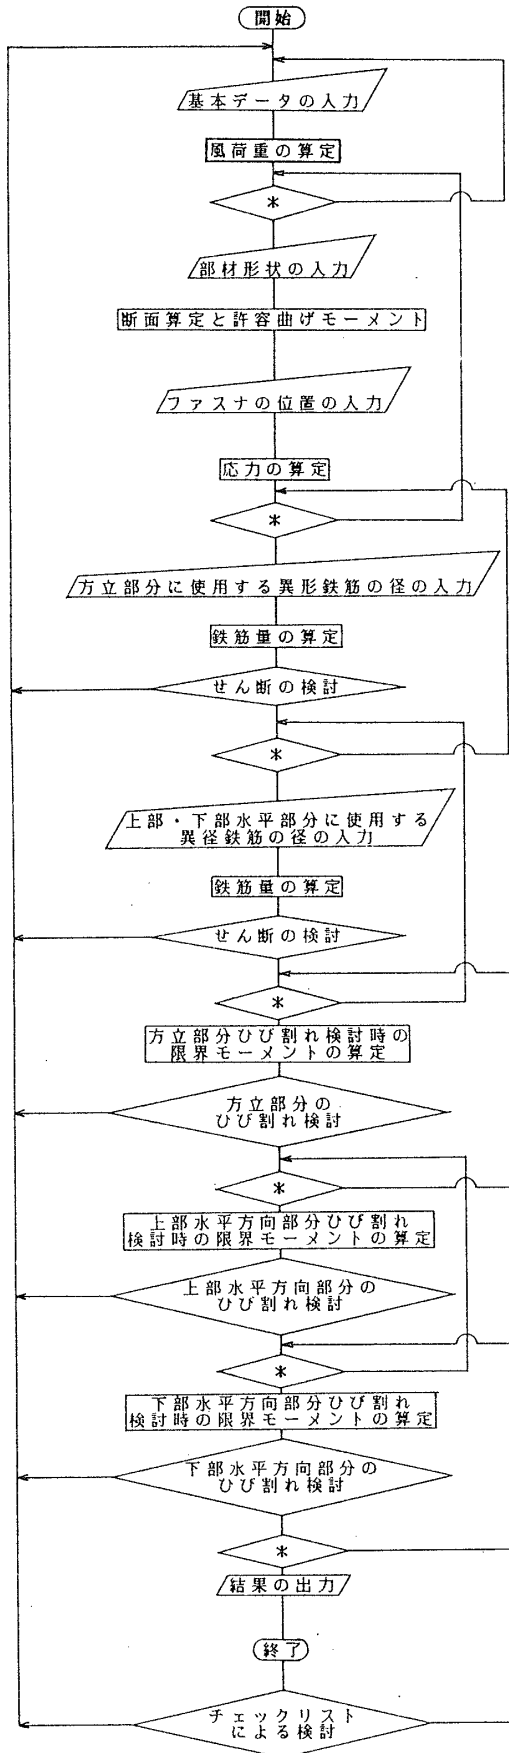 開始
基本データの入力
風荷重の算定
*
部材形状の入力
断面算定と許容曲げモーメント
ファスナの位置の入力
応力の算定
*
方立部分に使用する異形鉄筋の径の入力
鉄筋量の算定
せん断の検討
*
上部・下部水平部分に使用する
異径鉄筋の径の入力
鉄筋量の算定
せん断の検討
*
方立部分ひび割れ検討時の
限界モーメントの算定
方立部分の
ひび割れ検討
*
上部水平方向部分ひび割れ
検討時の限界モーメントの算定
上部水平方向部分の
ひび割れ検討
*
下部水平方向部分ひび割れ
検討時の限界モーメントの算定
下部水平方向部分の
ひび割れ検討
*
結果の出力
終了
チェックリスト
による検討